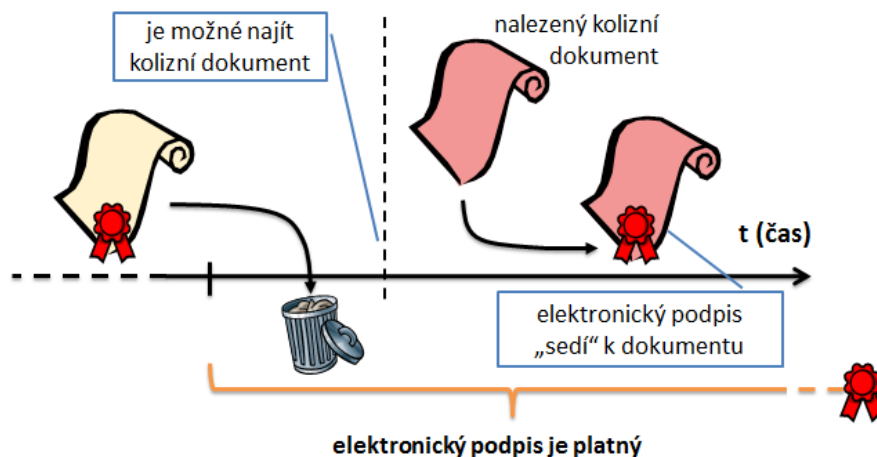 je možné najít
kolizní dokument
nalezený kolizní
dokument
t (čas)
elektronický podpis
„sedí“ k dokumentu
elektronický podpis je platný